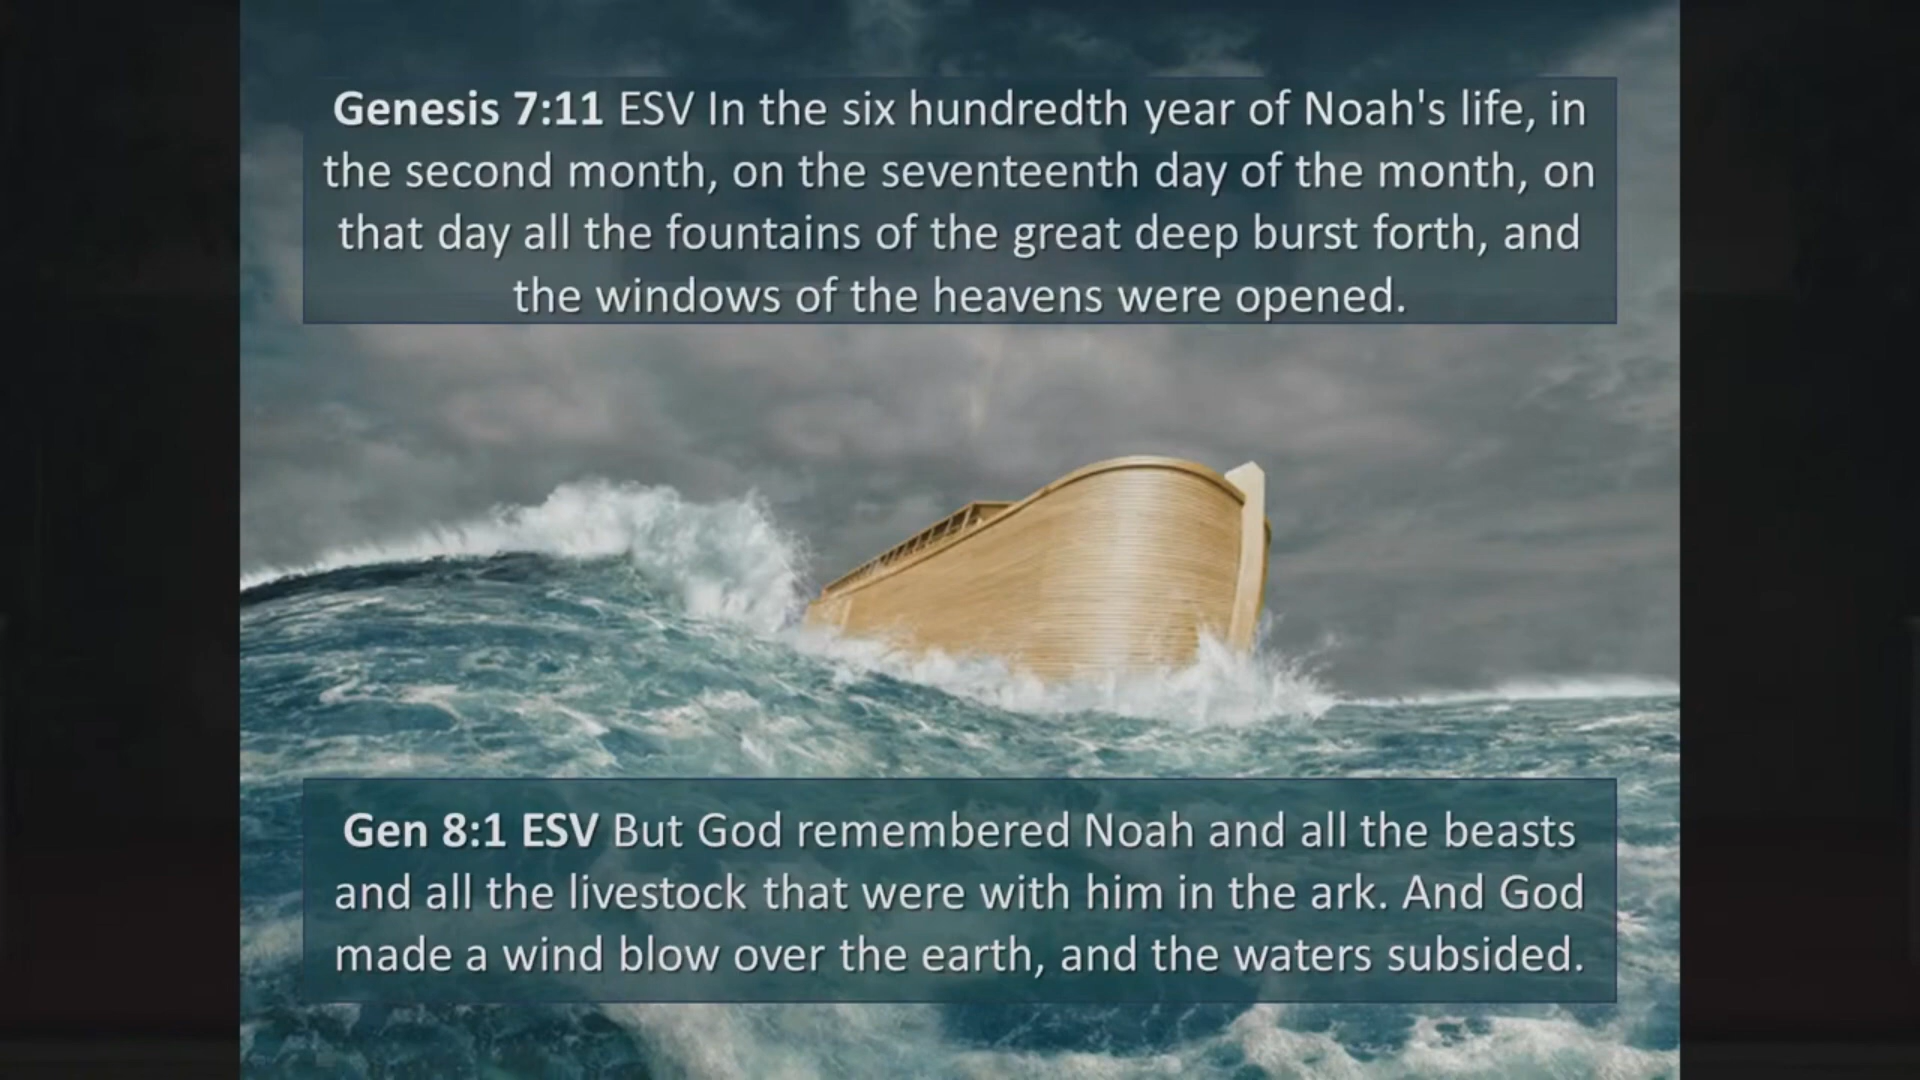 Genesis 7:11 ESV In the six hundredth year of Noah's life, in
the second month, on the seventeenth day of the month, on
that day all the fountains of the great deep burst forth, and
the windows of the heavens were opened.
Gen 8:1 ESV But God remembered Noah and all the beasts
and all the livestock that were with him in the ark. And God
made a wind blow over the earth, and the waters subsided.